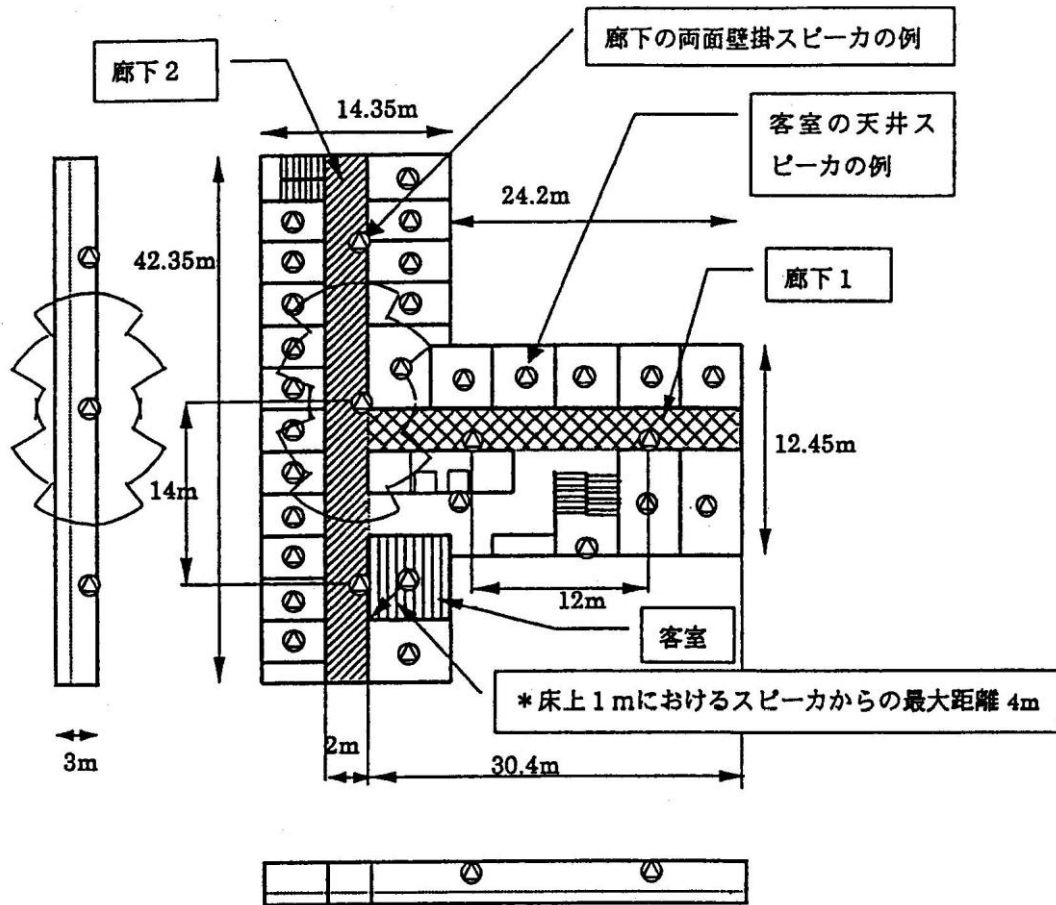 廊下の両面壁掛スピーカの例
廊下2
14.35m
客室の天井ス
ピーカの例
24.2m
42.35m
廊下1
12.45m
14m
12m
客室
*床上1mにおけるスピーカからの最大距離 4m
3m
2m
30.4m